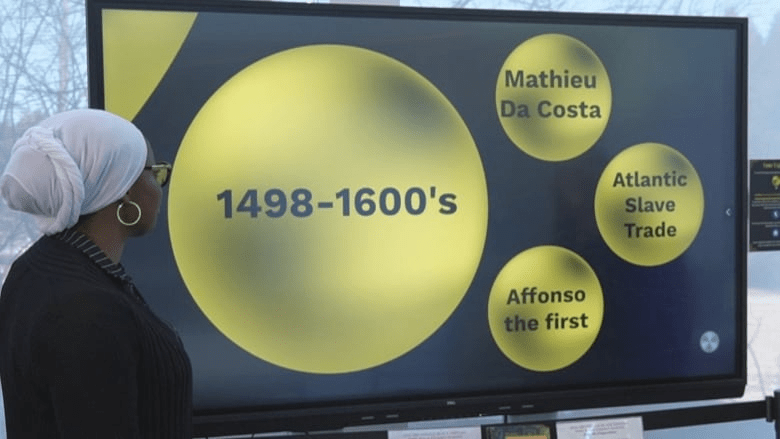 1498-1600's
Mathieu
Da Costa
Atlantic
Slave
Trade
Affonso
the first